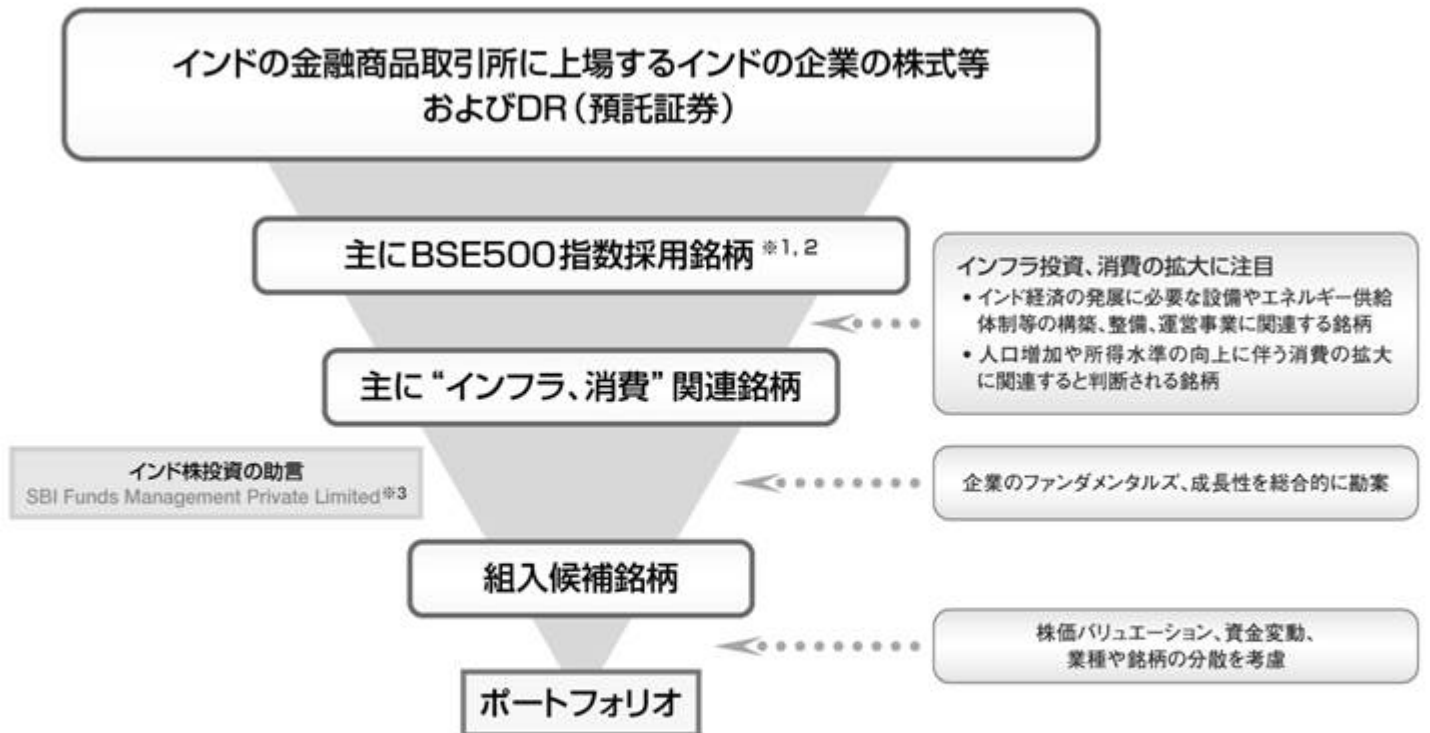 インドの金融商品取引所に上場するインドの企業の株式等
およびDR(預託証券)
主にBSE500指数採用銘柄※1, 2
インフラ投資、消費の拡大に注目
• インド経済の発展に必要な設備やエネルギー供給
体制等の構築、整備、運営事業に関連する銘柄
• 人口増加や所得水準の向上に伴う消費の拡大
に関連すると判断される銘柄
主に“インフラ、消費”関連銘柄
インド株投資の助言
SBI Funds Management Private Limited※3
企業のファンダメンタルズ、成長性を総合的に勘案
組入候補銘柄
株価バリュエーション、資金変動、
業種や銘柄の分散を考慮
ポートフォリオ